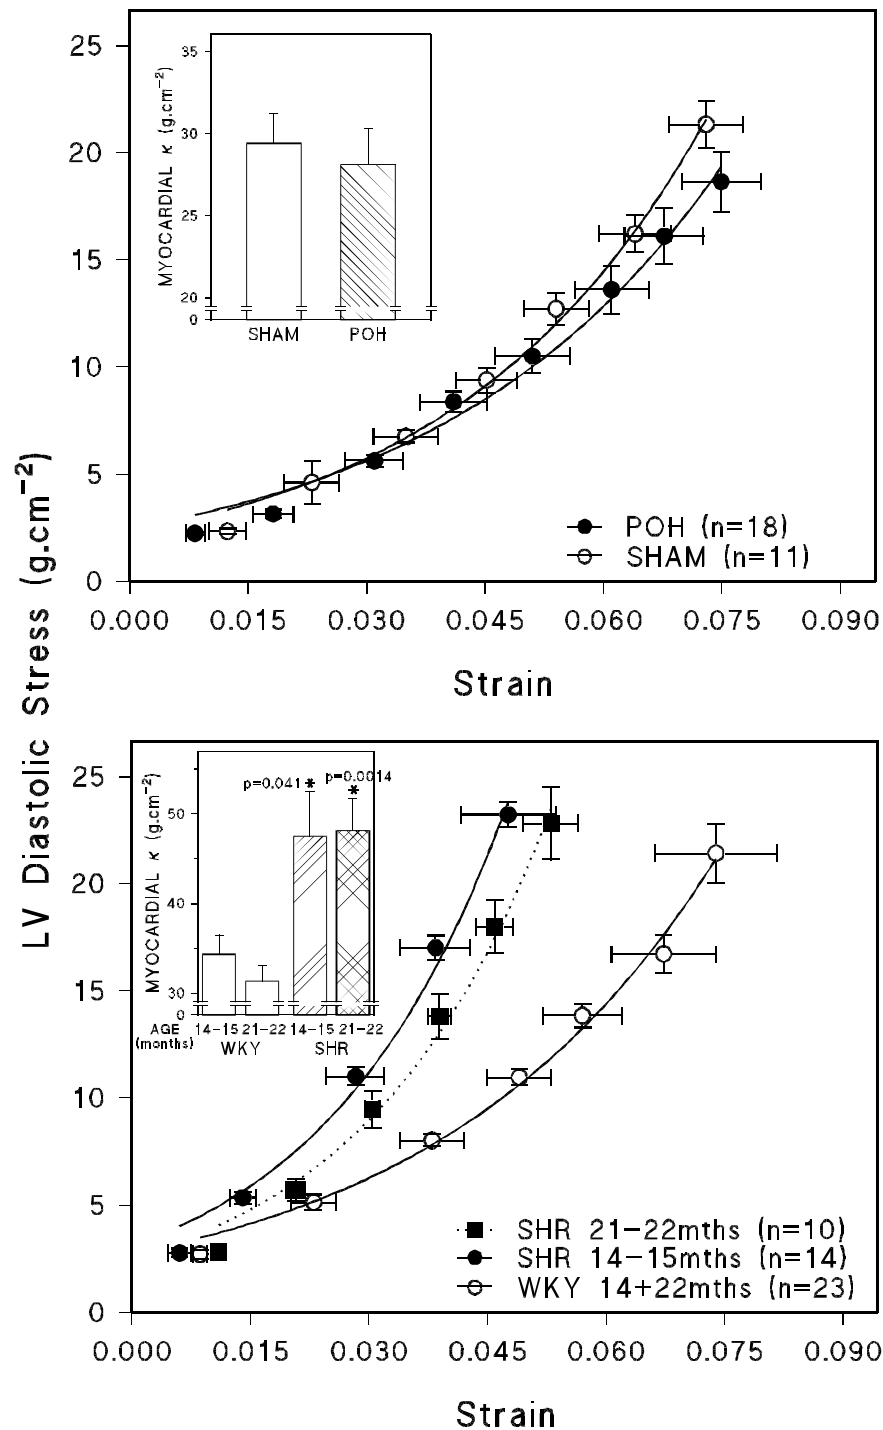 LV Diastolic Stress (g.cm−2)
25
20
15
10
5
0
0.000 0.015 0.030 0.045 0.060 0.075 0.090
Strain
MYOCARDIAL κ (g.cm−2)
35
30
25
20
0
SHAM POH
POH (n=18)
SHAM (n=11)
25
20
15
10
5
0
0.000 0.015 0.030 0.045 0.060 0.075 0.090
Strain
MYOCARDIAL κ (g.cm−2)
50
40
30
0
p=0.041 * p=0.0014
*
AGE 14−15 21−22 14−15 21−22
(months) WKY SHR
SHR 21−22mths (n=10)
SHR 14−15mths (n=14)
WKY 14+22mths (n=23)